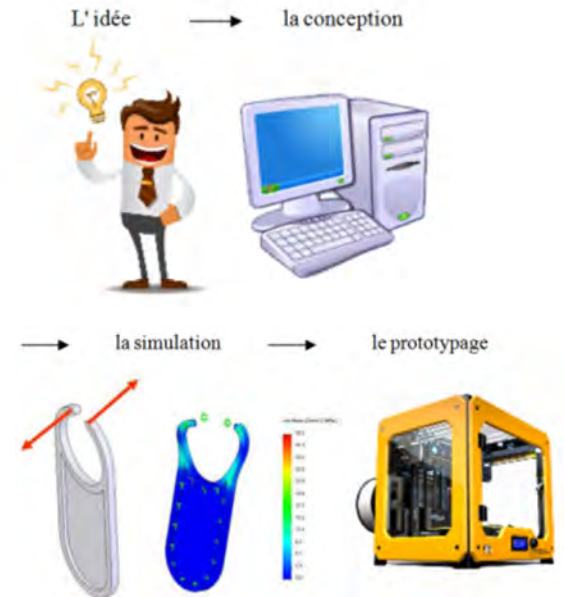 L' idée → la conception
→ la simulation → le prototypage